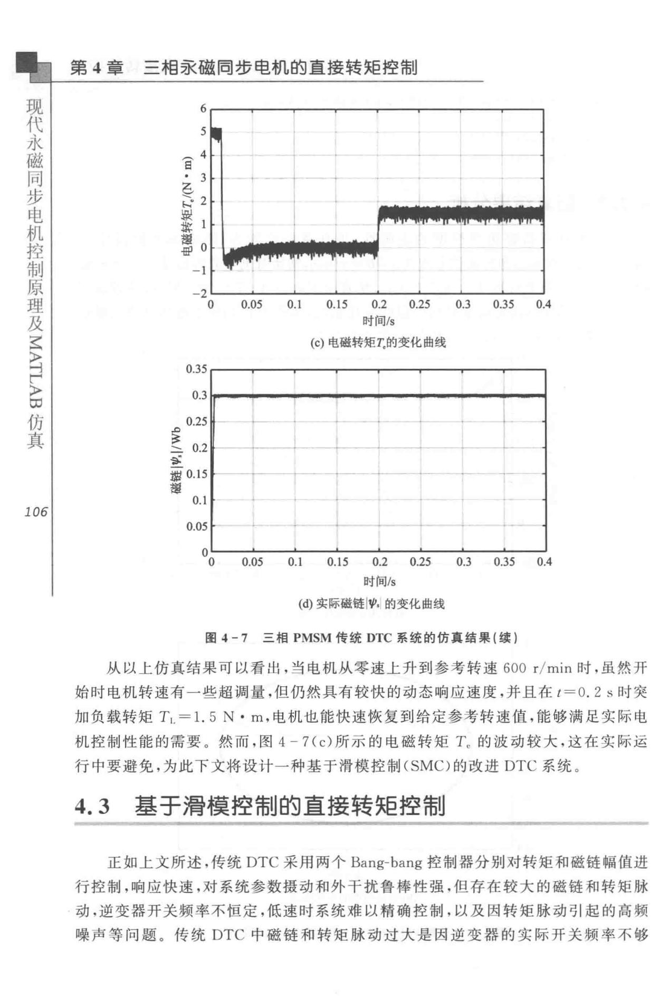 第 4 章 三相永磁同步电机的直接转矩控制
现代永磁同步电机控制原理及MATLAB 仿真
106
6
5
4
3
2
1
0
−1
−2
电磁转矩Te/(N・m)
0 0.05 0.1 0.15 0.2 0.25 0.3 0.35 0.4
时间/s
(c) 电磁转矩Te的变化曲线
0.35
0.3
0.25
0.2
0.15
0.1
0.05
0
磁链|ψs|/Wb
0 0.05 0.1 0.15 0.2 0.25 0.3 0.35 0.4
时间/s
(d) 实际磁链|ψs| 的变化曲线
图 4－7 三相 PMSM 传统 DTC 系统的仿真结果(续)
从以上仿真结果可以看出,当电机从零速上升到参考转速 600 r/min 时,虽然开
始时电机转速有一些超调量,但仍然具有较快的动态响应速度,并且在 t=0.2 s 时突
加负载转矩 TL=1.5 N・m,电机也能快速恢复到给定参考转速值,能够满足实际电
机控制性能的需要。然而,图 4－7(c)所示的电磁转矩 Te 的波动较大,这在实际运
行中要避免,为此下文将设计一种基于滑模控制(SMC)的改进 DTC 系统。
4.3 基于滑模控制的直接转矩控制
正如上文所述,传统 DTC 采用两个 Bang-bang 控制器分别对转矩和磁链幅值进
行控制,响应快速,对系统参数摄动和外干扰鲁棒性强,但存在较大的磁链和转矩脉
动,逆变器开关频率不恒定,低速时系统难以精确控制,以及因转矩脉动引起的高频
噪声等问题。传统 DTC 中磁链和转矩脉动过大是因逆变器的实际开关频率不够